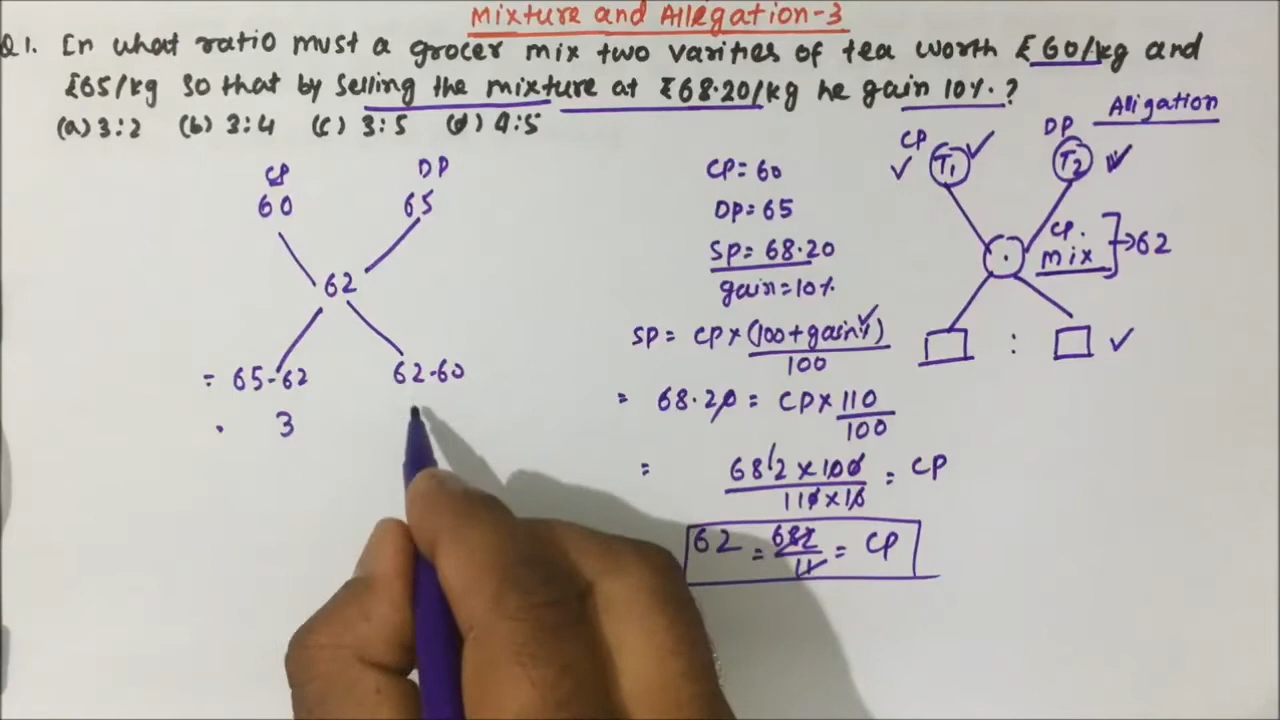 Mixture and Allegation-3
Q1. In what ratio must a grocer mix two varities of tea worth ₹60/kg and
₹65/kg so that by selling the mixture at ₹68.20/kg he gain 10%.?
(a) 3:2 (b) 3:4 (c) 3:5 (d) 4:5
Alligation
CP DP
60 65
62
= 65-62 62-60
3
CP = 60
DP = 65
SP = 68.20
gain = 10%
SP = CP × (100 + gain%)
100
= 68.20 = CP × 110
100
= 682 × 100 = CP
110 × 10
62 = 682 = CP
11
CP DP
T1 T2
CP.
mix → 62
: